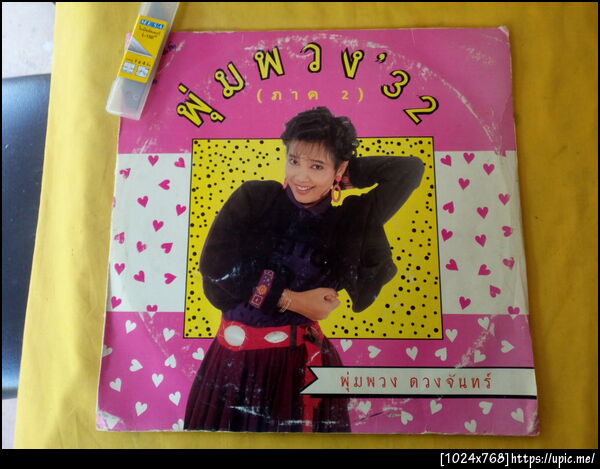 MESA
พุ่มพวง'32
(ภาค 2)
พุ่มพวง ดวงจันทร์
[1024x768]https://upic.me/